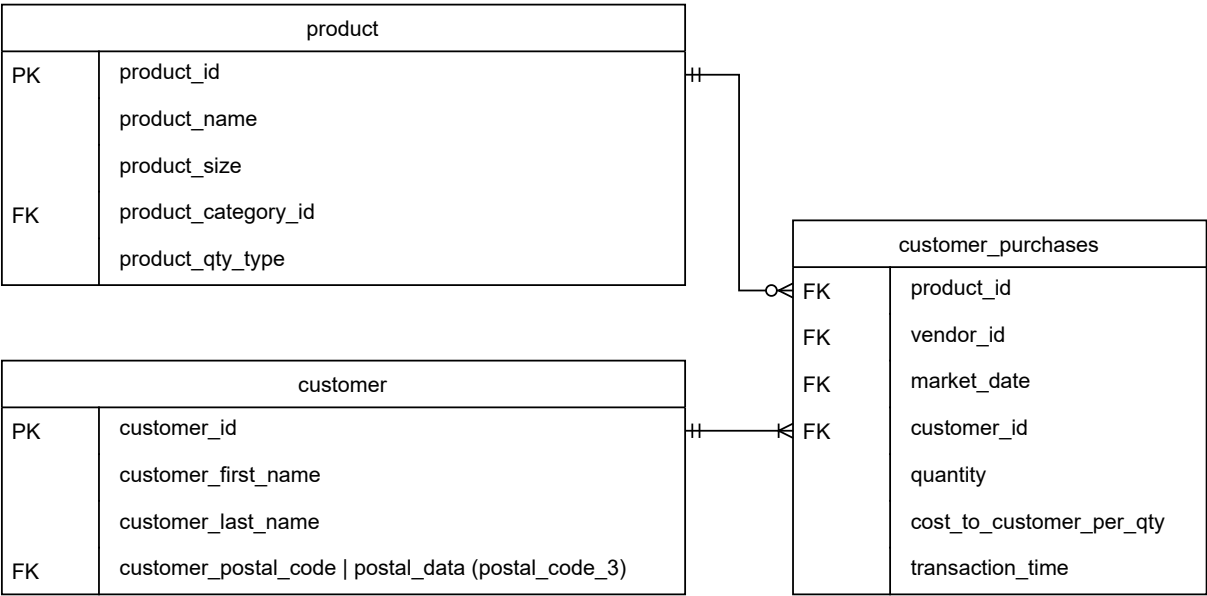 product
PK product_id
product_name
product_size
FK product_category_id
product_qty_type
customer
PK customer_id
customer_first_name
customer_last_name
FK customer_postal_code | postal_data (postal_code_3)
customer_purchases
FK product_id
FK vendor_id
FK market_date
FK customer_id
quantity
cost_to_customer_per_qty
transaction_time